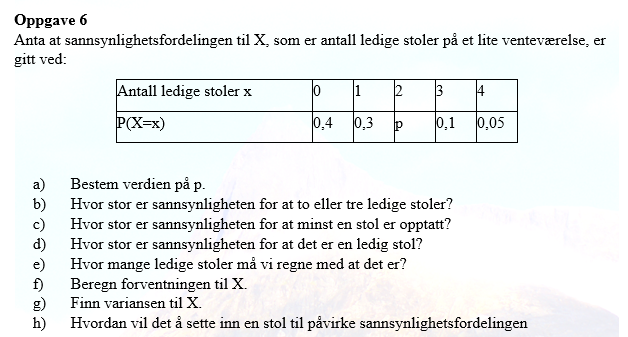 Oppgave 6
Anta at sannsynlighetsfordelingen til X, som er antall ledige stoler på et lite venteværelse, er
gitt ved:
Antall ledige stoler x 0 1 2 3 4
P(X=x) 0,4 0,3 p 0,1 0,05
a) Bestem verdien på p.
b) Hvor stor er sannsynligheten for at to eller tre ledige stoler?
c) Hvor stor er sannsynligheten for at minst en stol er opptatt?
d) Hvor stor er sannsynligheten for at det er en ledig stol?
e) Hvor mange ledige stoler må vi regne med at det er?
f) Beregn forventningen til X.
g) Finn variansen til X.
h) Hvordan vil det å sette inn en stol til påvirke sannsynlighetsfordelingen